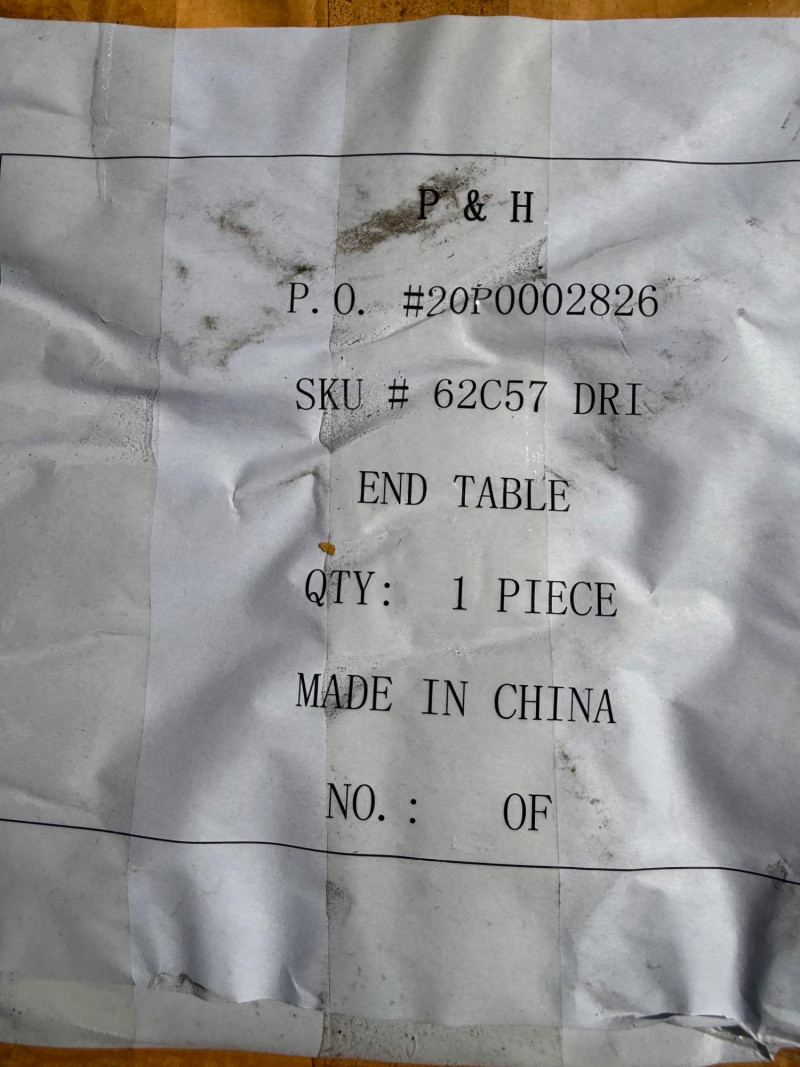 P & H
P.O. #20P0002826
SKU # 62C57 DRI
END TABLE
QTY: 1 PIECE
MADE IN CHINA
NO.: OF